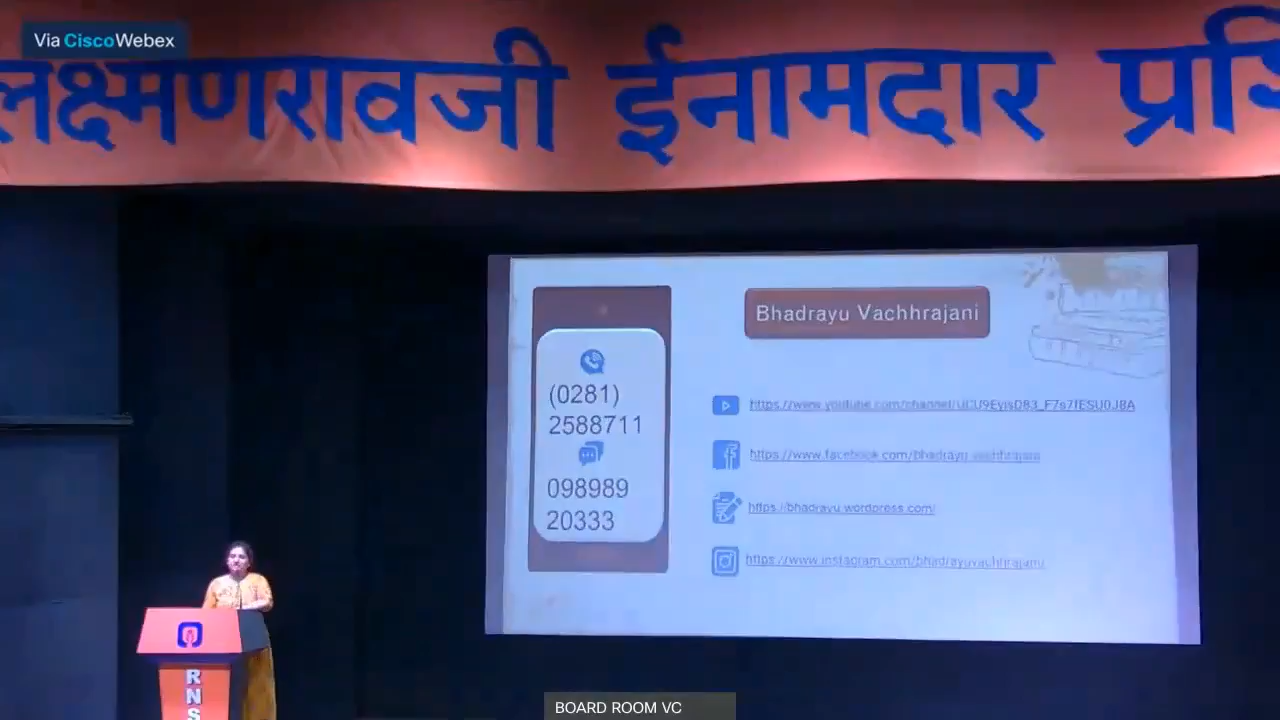 Via CiscoWebex
लक्ष्मणरावजी ईनामदार प्रशि
Bhadrayu Vachhrajani
(0281)
2588711
098989
20333
https://www.facebook.com/bhadrayu.vachhrajani
https://bhadrayu.wordpress.com/
https://www.instagram.com/bhadrayuvachhrajani/
RNS
BOARD ROOM VC